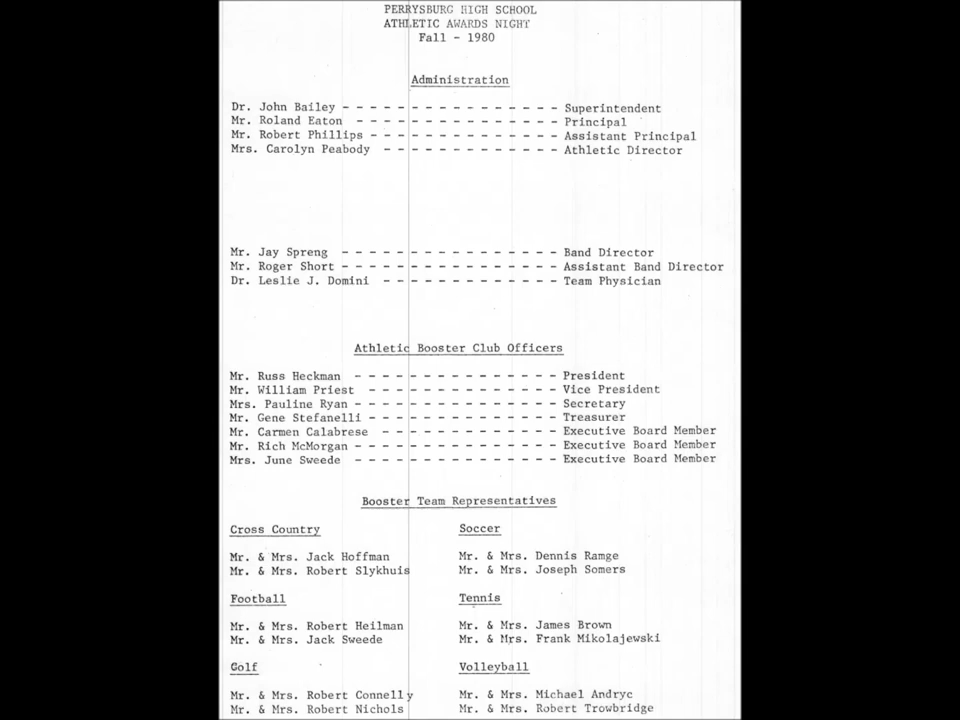 PERRYSBURG HIGH SCHOOL
ATHLETIC AWARDS NIGHT
Fall - 1980
Administration
Dr. John Bailey - - - - - - - - - - - - - - - - Superintendent
Mr. Roland Eaton - - - - - - - - - - - - - - - Principal
Mr. Robert Phillips - - - - - - - - - - - - - - Assistant Principal
Mrs. Carolyn Peabody - - - - - - - - - - - - - Athletic Director
Mr. Jay Spreng - - - - - - - - - - - - - - - - Band Director
Mr. Roger Short - - - - - - - - - - - - - - - - Assistant Band Director
Dr. Leslie J. Domini - - - - - - - - - - - - - Team Physician
Athletic Booster Club Officers
Mr. Russ Heckman - - - - - - - - - - - - - - - President
Mr. William Priest - - - - - - - - - - - - - - Vice President
Mrs. Pauline Ryan - - - - - - - - - - - - - - - Secretary
Mr. Gene Stefanelli - - - - - - - - - - - - - - Treasurer
Mr. Carmen Calabrese - - - - - - - - - - - - - Executive Board Member
Mr. Rich McMorgan - - - - - - - - - - - - - - - Executive Board Member
Mrs. June Sweede - - - - - - - - - - - - - - - Executive Board Member
Booster Team Representatives
Cross Country
Mr. & Mrs. Jack Hoffman
Mr. & Mrs. Robert Slykhuis
Football
Mr. & Mrs. Robert Heilman
Mr. & Mrs. Jack Sweede
Golf
Mr. & Mrs. Robert Connelly
Mr. & Mrs. Robert Nichols
Soccer
Mr. & Mrs. Dennis Ramge
Mr. & Mrs. Joseph Somers
Tennis
Mr. & Mrs. James Brown
Mr. & Mrs. Frank Mikolajewski
Volleyball
Mr. & Mrs. Michael Andryc
Mr. & Mrs. Robert Trowbridge